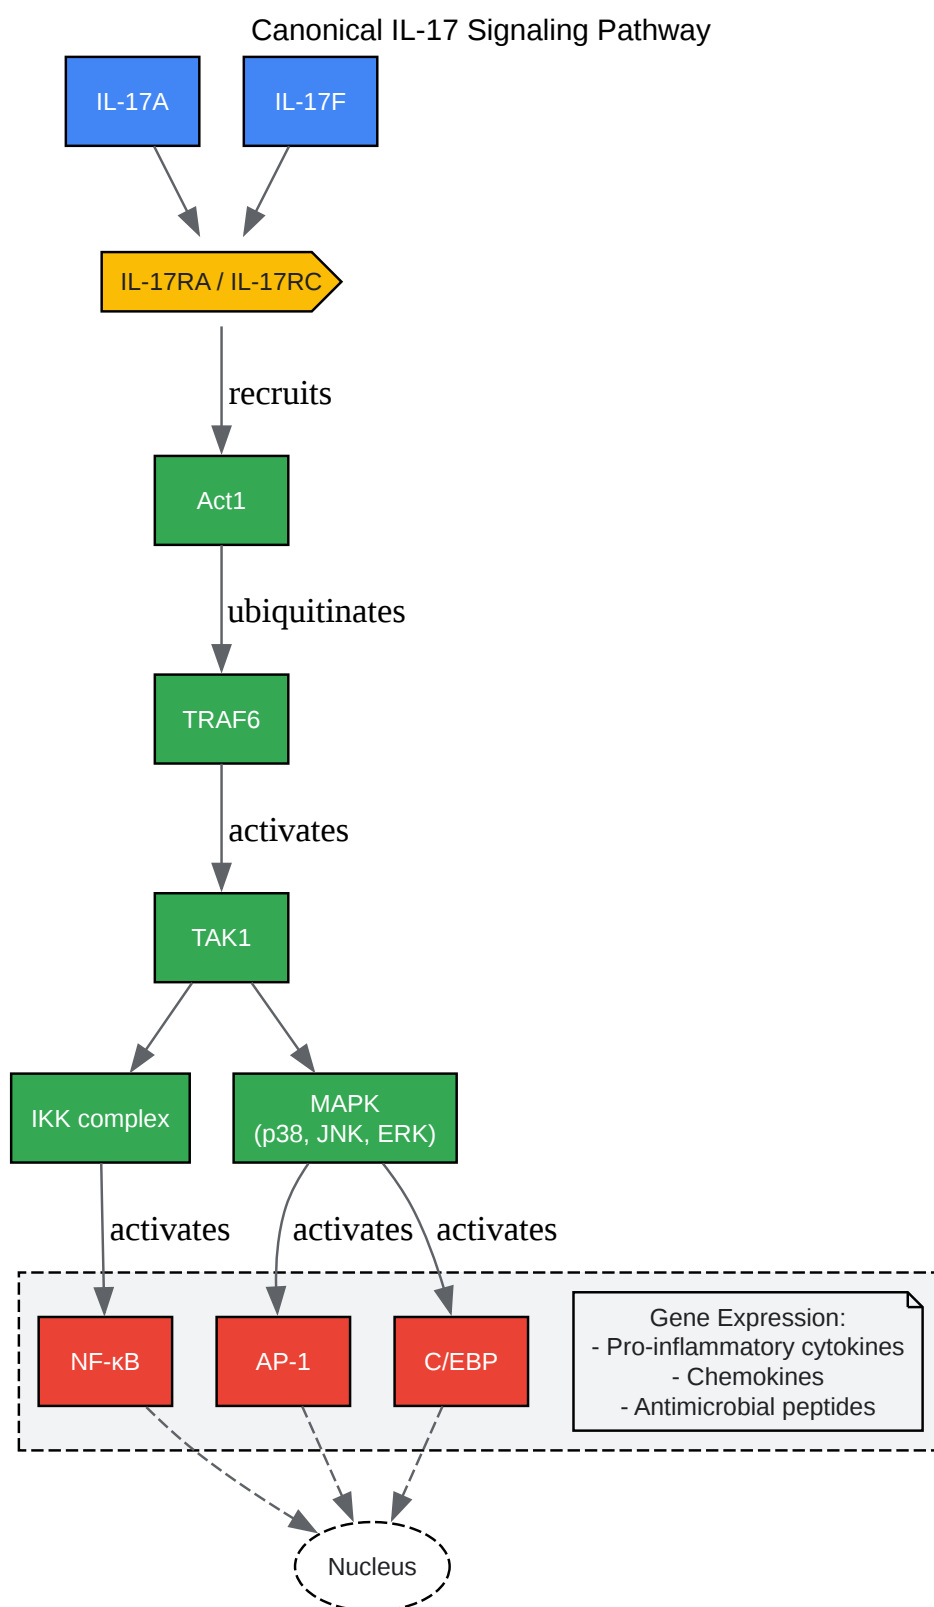 Canonical IL-17 Signaling Pathway
IL-17A
IL-17F
IL-17RA / IL-17RC
recruits
Act1
ubiquitinates
TRAF6
activates
TAK1
IKK complex
MAPK
(p38, JNK, ERK)
activates
activates
activates
NF-κB
AP-1
C/EBP
Gene Expression:
- Pro-inflammatory cytokines
- Chemokines
- Antimicrobial peptides
Nucleus